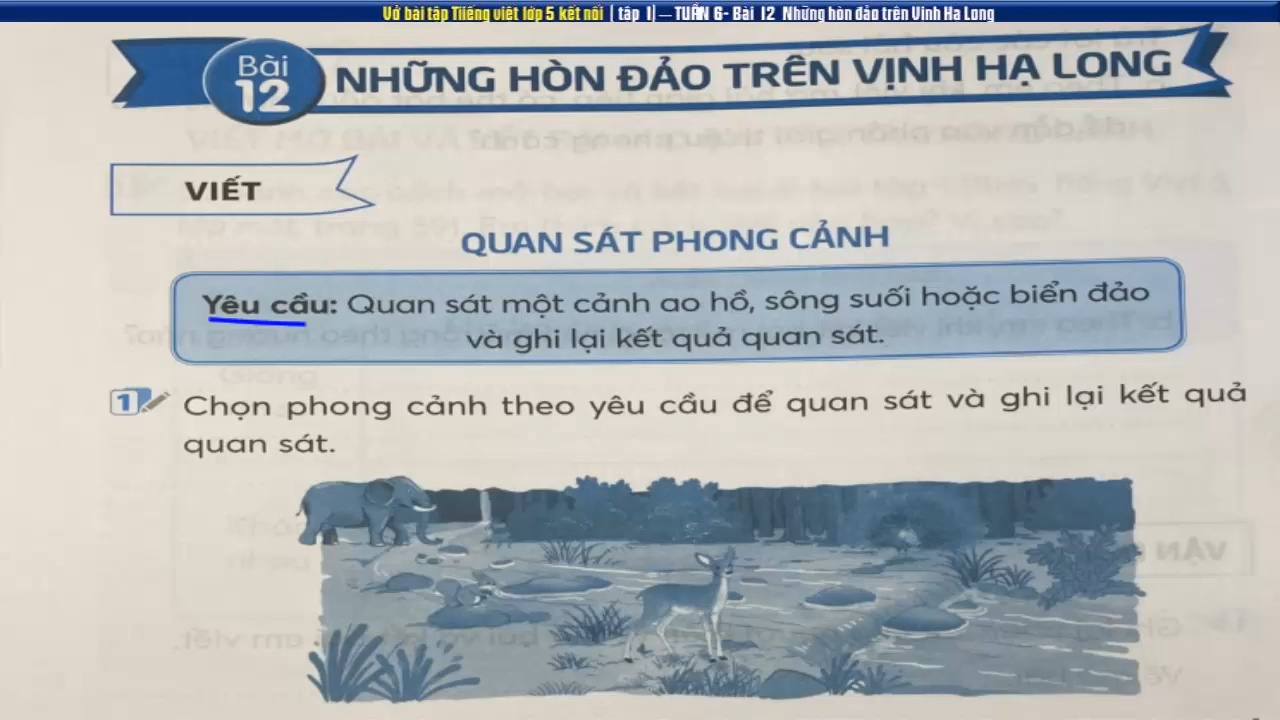 Vở bài tập Tiếng việt lớp 5 kết nối ( tập 1) — TUẦN 6 - Bài 12 Những hòn đảo trên Vịnh Hạ Long
Bài
12
NHỮNG HÒN ĐẢO TRÊN VỊNH HẠ LONG
VIẾT
QUAN SÁT PHONG CẢNH
Yêu cầu: Quan sát một cảnh ao hồ, sông suối hoặc biển đảo
và ghi lại kết quả quan sát.
1 Chọn phong cảnh theo yêu cầu để quan sát và ghi lại kết quả
quan sát.